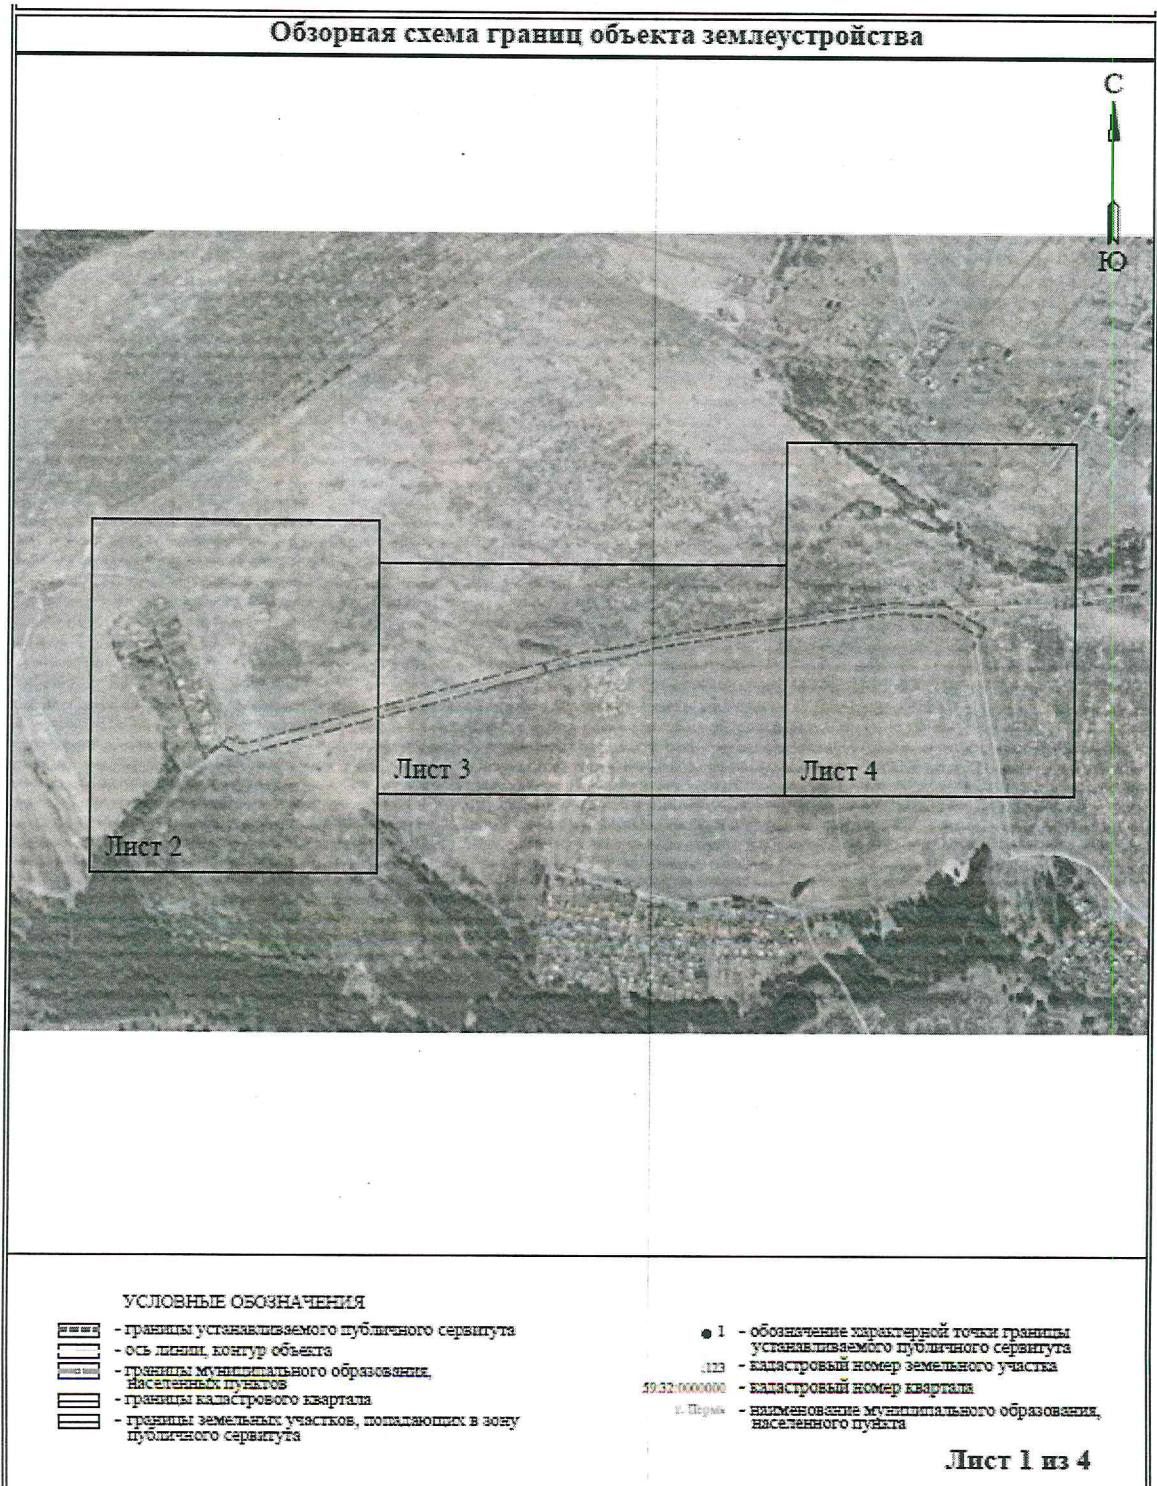 Обзорная схема границ объекта землеустройства
С
Ю
Лист 3
Лист 4
Лист 2
УСЛОВНЫЕ ОБОЗНАЧЕНИЯ
- границы устанавливаемого публичного сервитута
- ось линии, контур объекта
- границы муниципального образования,
населенных пунктов
- границы кадастрового квартала
- границы земельных участков, попадающих в зону
публичного сервитута
1 - обозначение характерной точки границы
устанавливаемого публичного сервитута
:123 - кадастровый номер земельного участка
59:32:0000000 - кадастровый номер квартала
г. Пермь - наименование муниципального образования,
населенного пункта
Лист 1 из 4